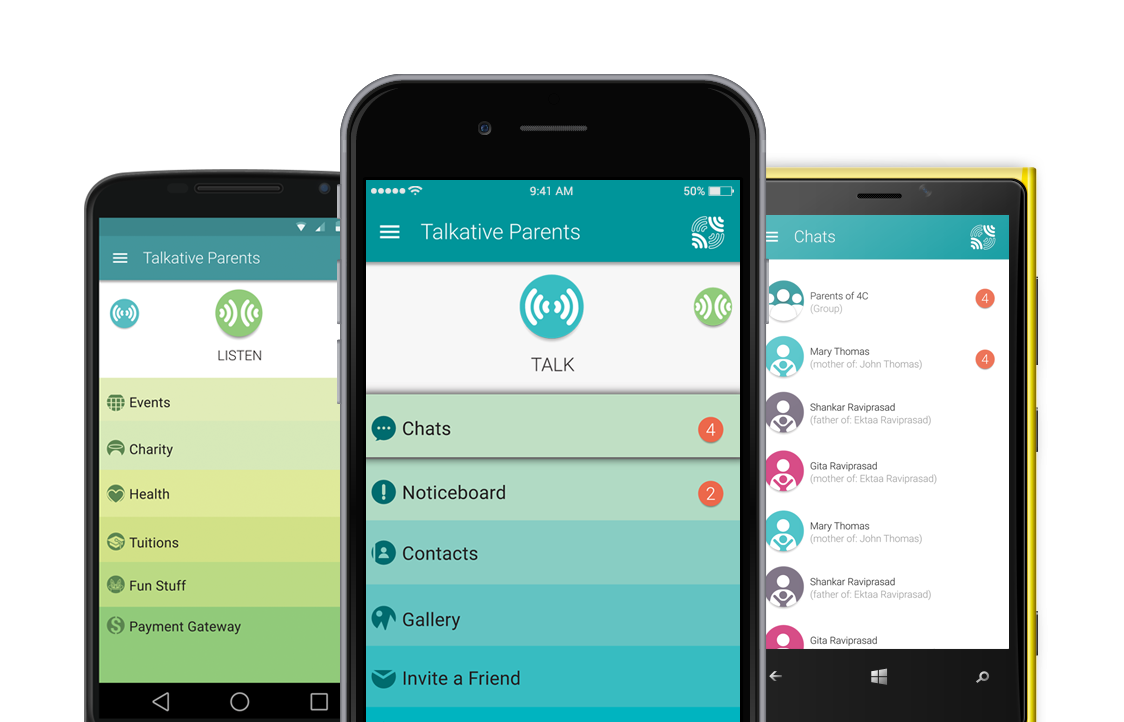 Talkative Parents
LISTEN
Events
Charity
Health
Tuitions
Fun Stuff
Payment Gateway
9:41 AM
50%
Talkative Parents
TALK
Chats
4
Noticeboard
2
Contacts
Gallery
Invite a Friend
Chats
Parents of 4C
(Group)
4
Mary Thomas
(mother of: John Thomas)
4
Shankar Raviprasad
(father of: Ektaa Raviprasad)
Gita Raviprasad
(mother of: Ektaa Raviprasad)
Mary Thomas
(mother of: John Thomas)
Shankar Raviprasad
(father of: Ektaa Raviprasad)
Gita Raviprasad